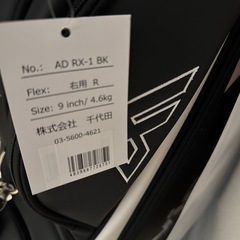 No.: AD RX-1 BK
Flex: 右用 R
Size: 9 inch/ 4.6kg
株式会社 千代田
03-5600-4621